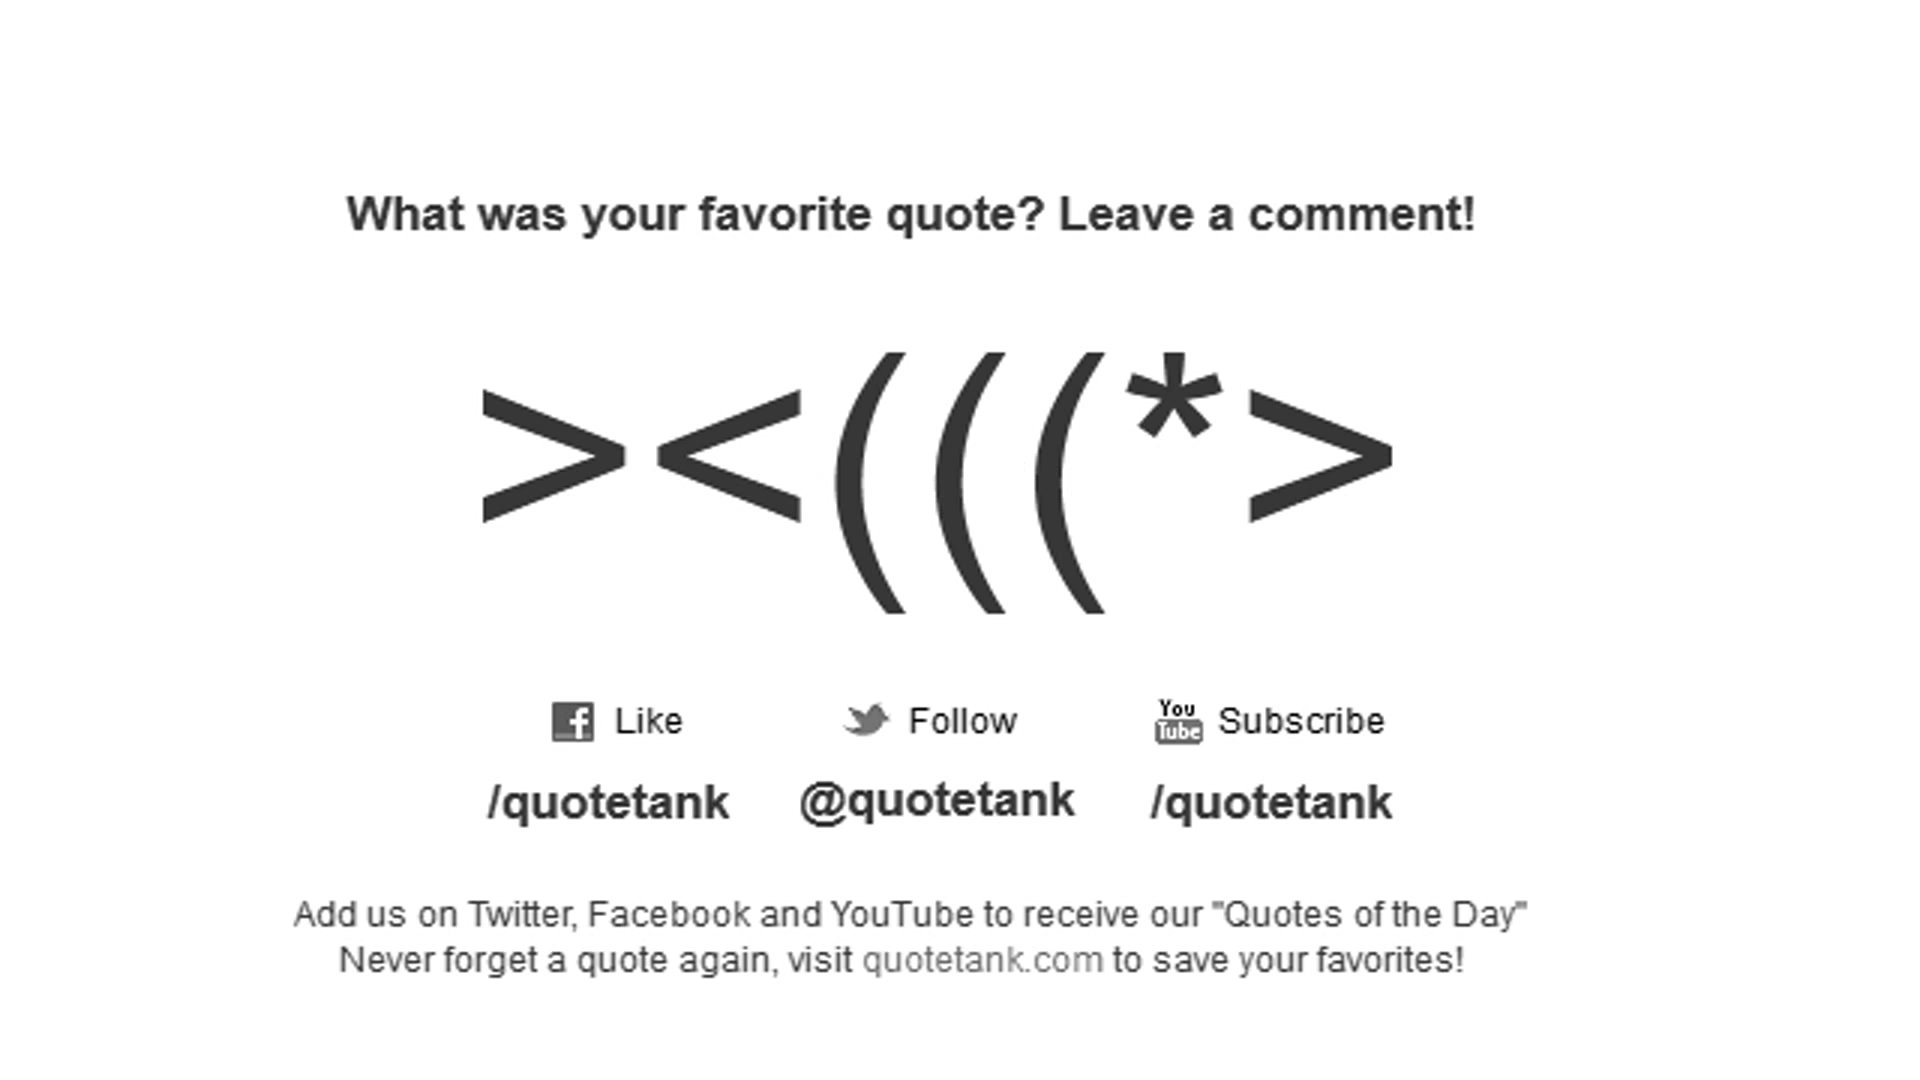 What was your favorite quote? Leave a comment!
><(((*>
f Like Follow You Tube Subscribe
/quotetank @quotetank /quotetank
Add us on Twitter, Facebook and YouTube to receive our "Quotes of the Day"
Never forget a quote again, visit quotetank.com to save your favorites!